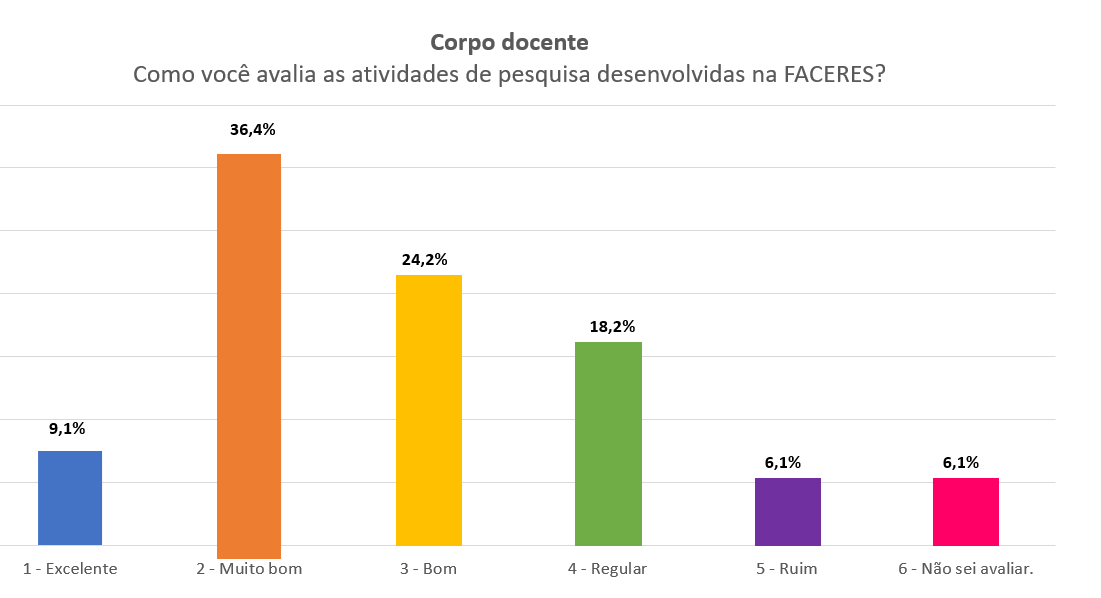 Corpo docente
Como você avalia as atividades de pesquisa desenvolvidas na FACERES?
36,4%
24,2%
18,2%
9,1%
6,1%
6,1%
1 - Excelente
2 - Muito bom
3 - Bom
4 - Regular
5 - Ruim
6 - Não sei avaliar.